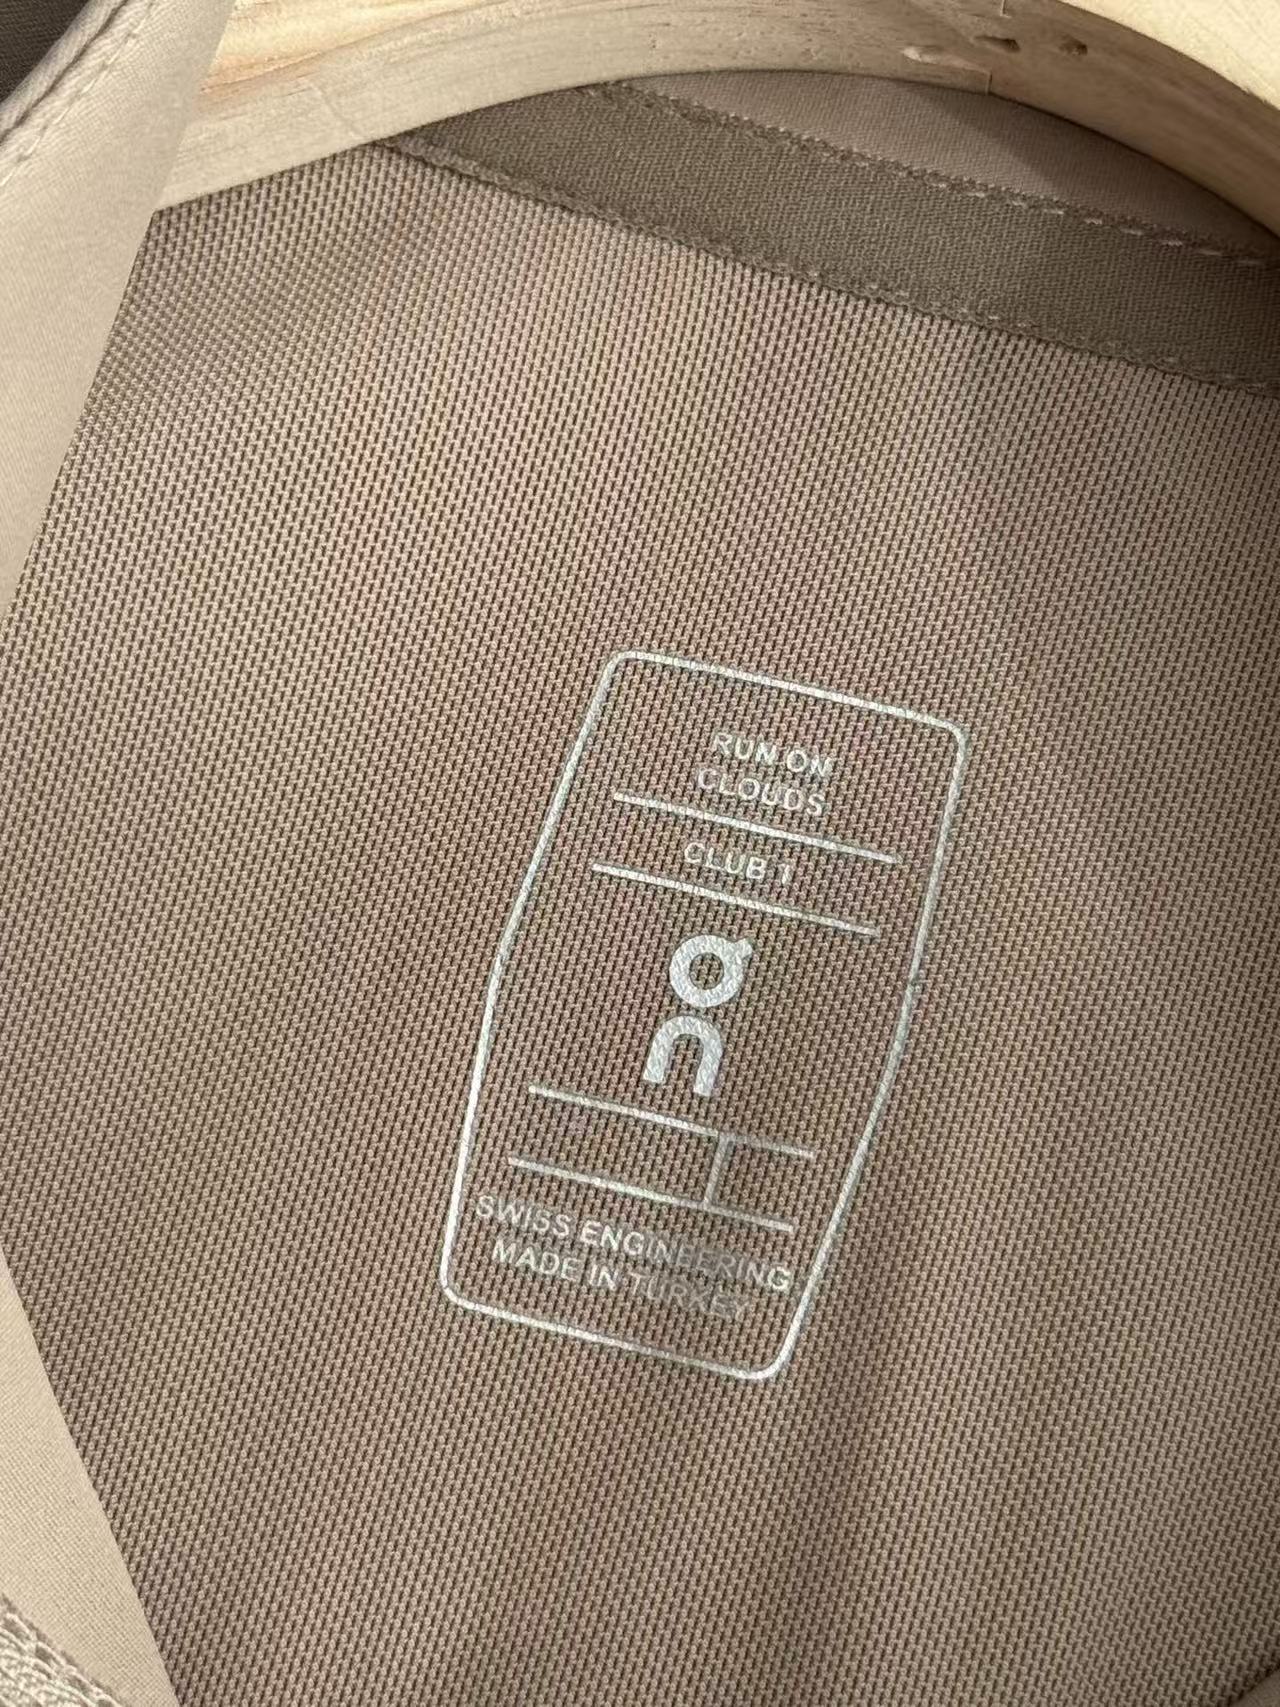 RUN ON
CLOUDS
CLUB 1
on
SWISS ENGINEERING
MADE IN TURKEY